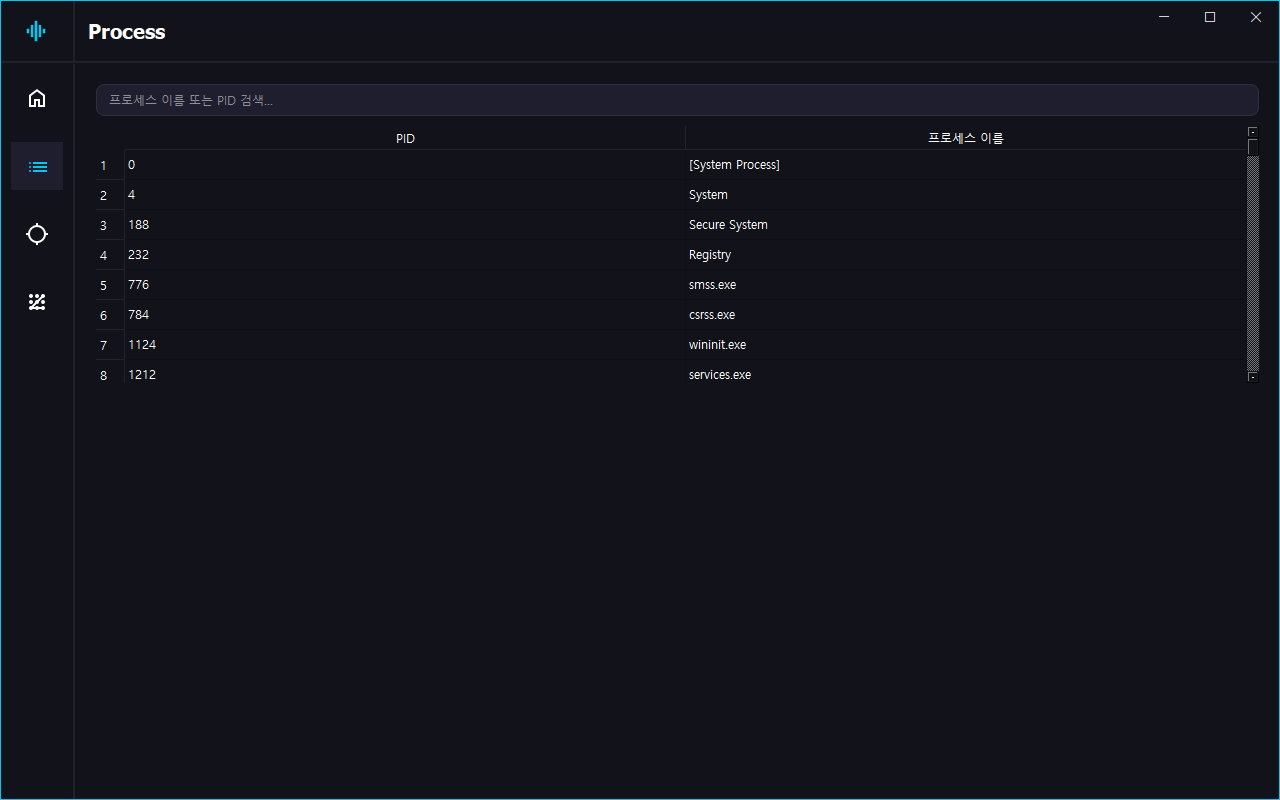 Process
프로세스 이름 또는 PID 검색...
PID 프로세스 이름
1 0 [System Process]
2 4 System
3 188 Secure System
4 232 Registry
5 776 smss.exe
6 784 csrss.exe
7 1124 wininit.exe
8 1212 services.exe